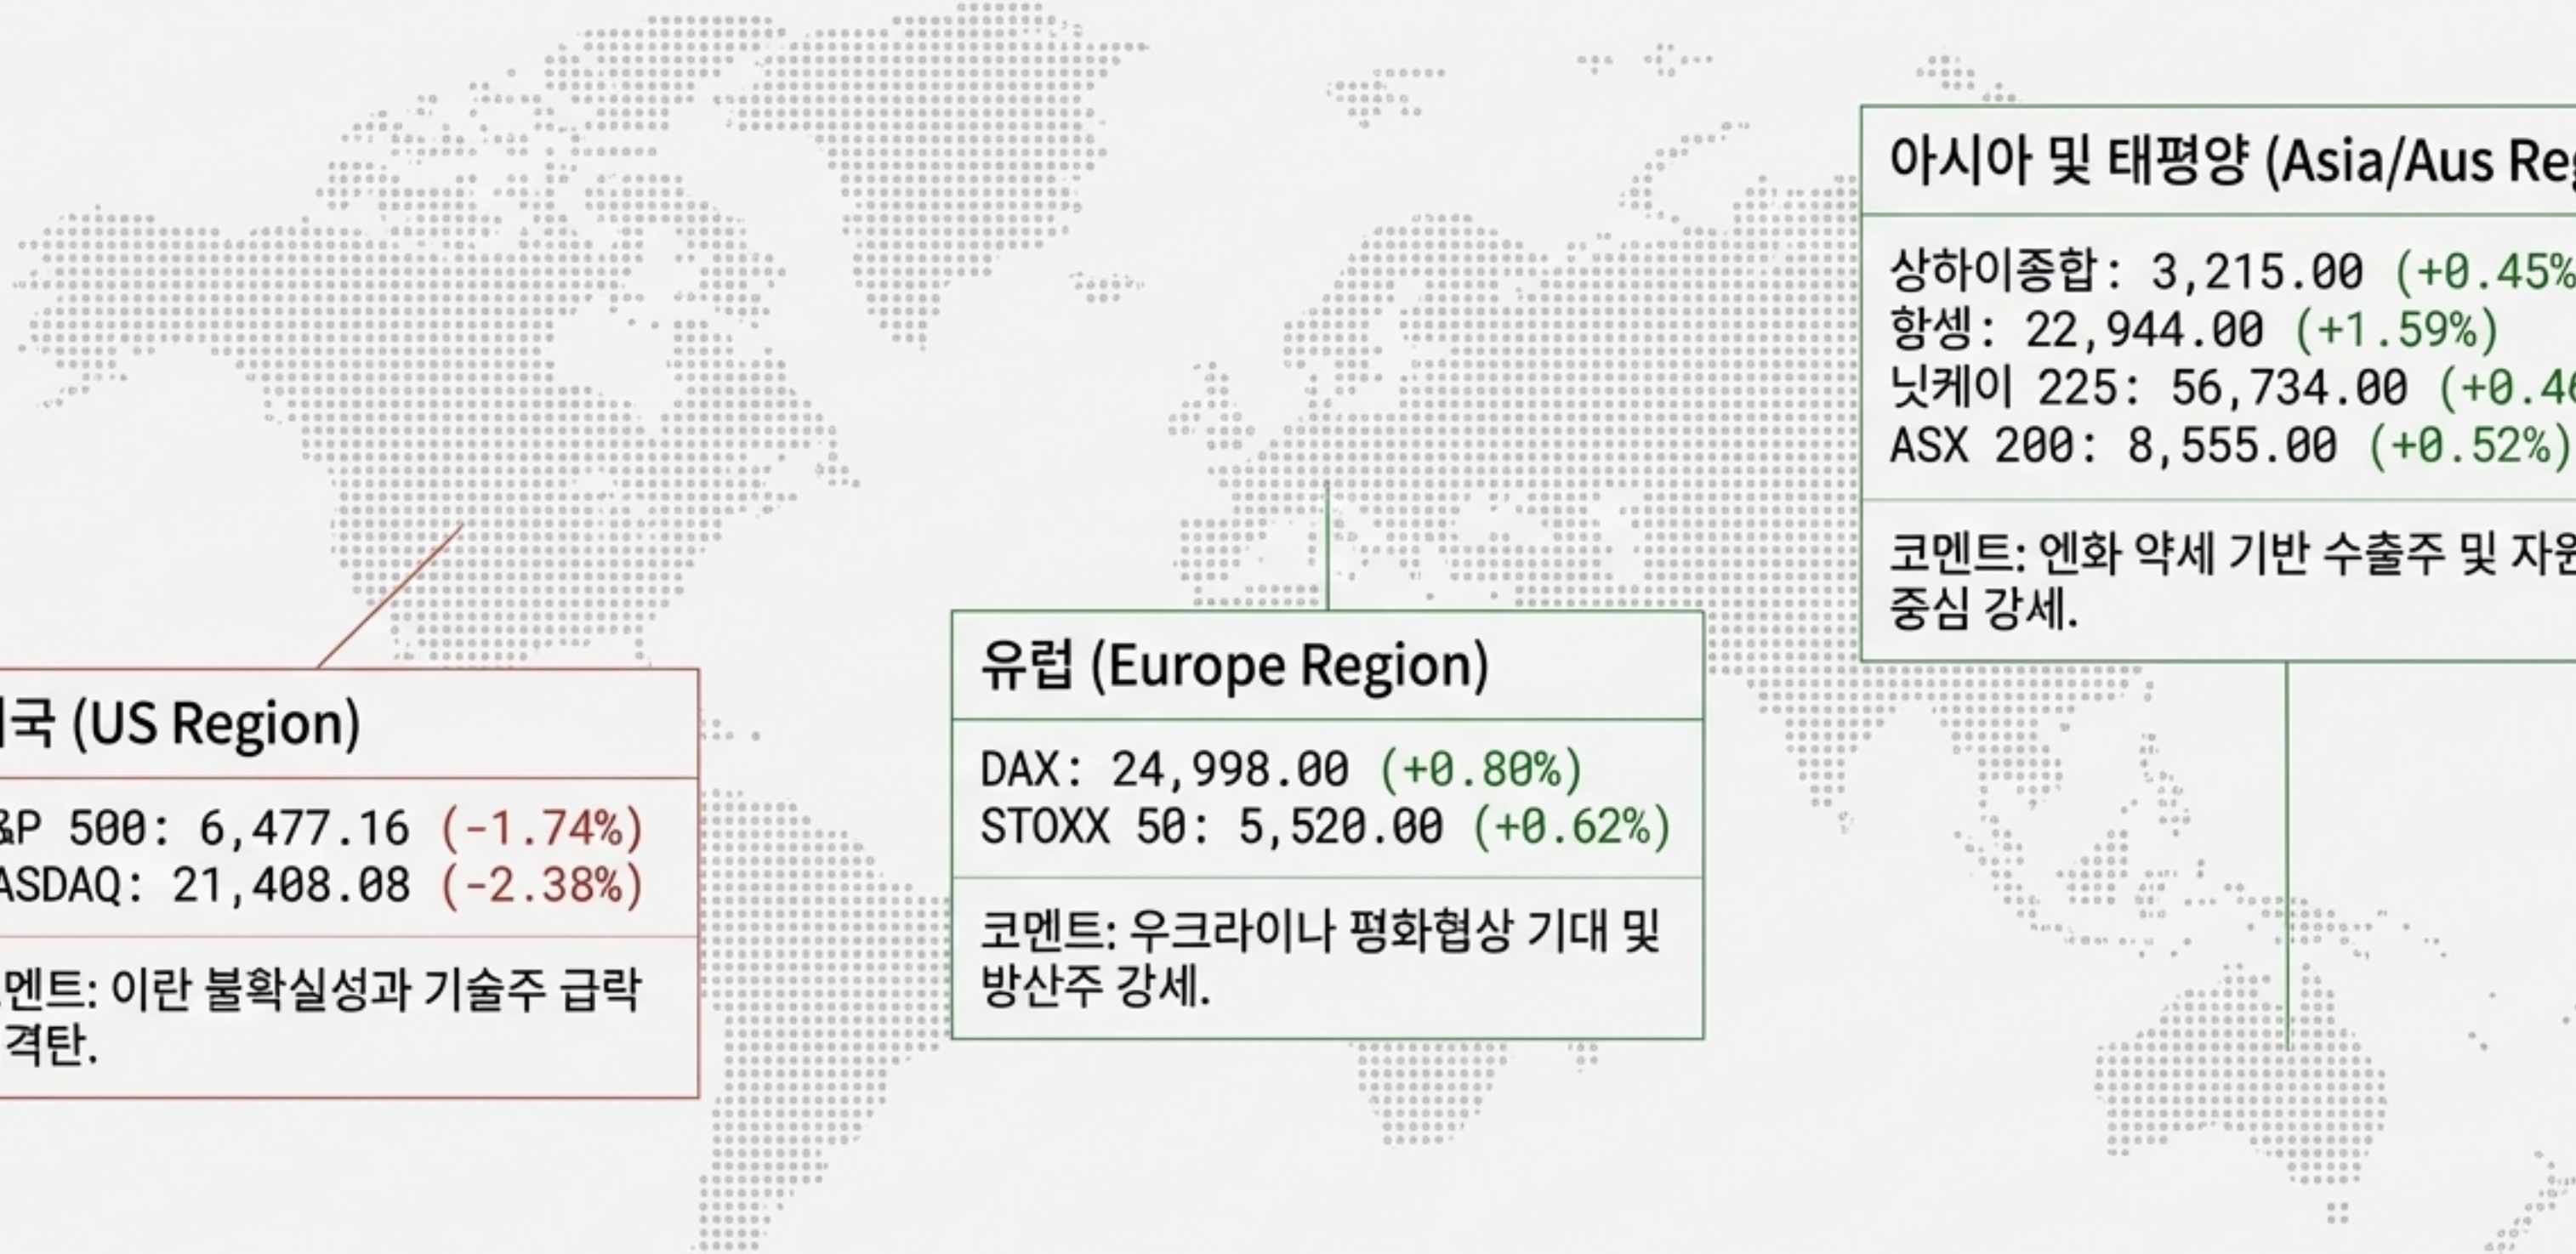 아시아 및 태평양 (Asia/Aus Reg
상하이종합: 3,215.00 (+0.45%
항셍: 22,944.00 (+1.59%)
닛케이 225: 56,734.00 (+0.46
ASX 200: 8,555.00 (+0.52%)
코멘트: 엔화 약세 기반 수출주 및 자원
중심 강세.
유럽 (Europe Region)
DAX: 24,998.00 (+0.80%)
STOXX 50: 5,520.00 (+0.62%)
코멘트: 우크라이나 평화협상 기대 및
방산주 강세.
국 (US Region)
&P 500: 6,477.16 (-1.74%)
ASDAQ: 21,408.08 (-2.38%)
멘트: 이란 불확실성과 기술주 급락
격탄.